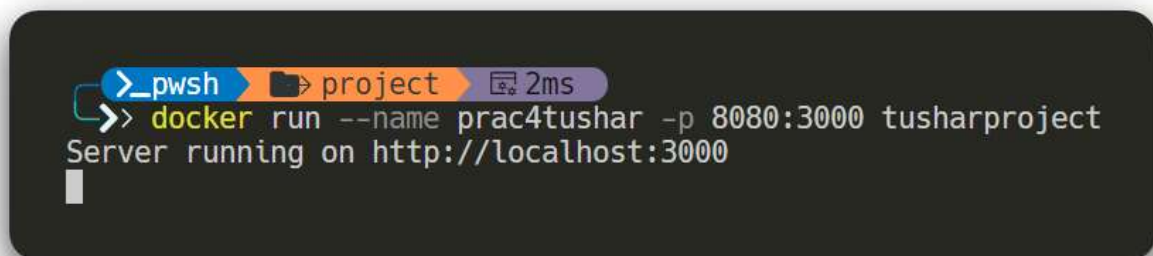 >_pwsh project 2ms
>> docker run --name prac4tushar -p 8080:3000 tusharproject
Server running on http://localhost:3000